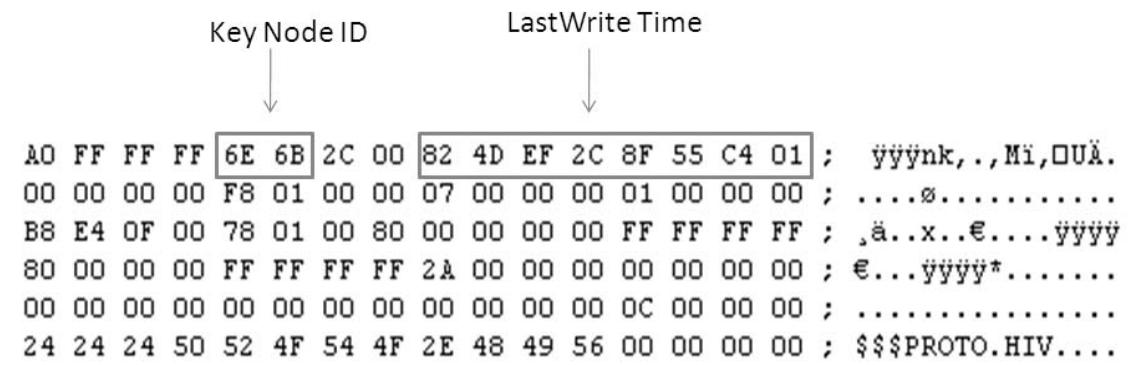 Key Node ID
LastWrite Time
A0 FF FF FF 6E 6B 2C 00 82 4D EF 2C 8F 55 C4 01 ; ÿÿÿnk,.‚Mï,□UÄ.
00 00 00 00 F8 01 00 00 07 00 00 00 01 00 00 00 ; ....ø...........
B8 E4 0F 00 78 01 00 80 00 00 00 00 FF FF FF FF ; ¸ä..x..€....ÿÿÿÿ
80 00 00 00 FF FF FF FF 2A 00 00 00 00 00 00 00 ; €...ÿÿÿÿ*.......
00 00 00 00 00 00 00 00 00 00 00 00 0C 00 00 00 ; ................
24 24 24 50 52 4F 54 4F 2E 48 49 56 00 00 00 00 ; $$$PROTO.HIV....